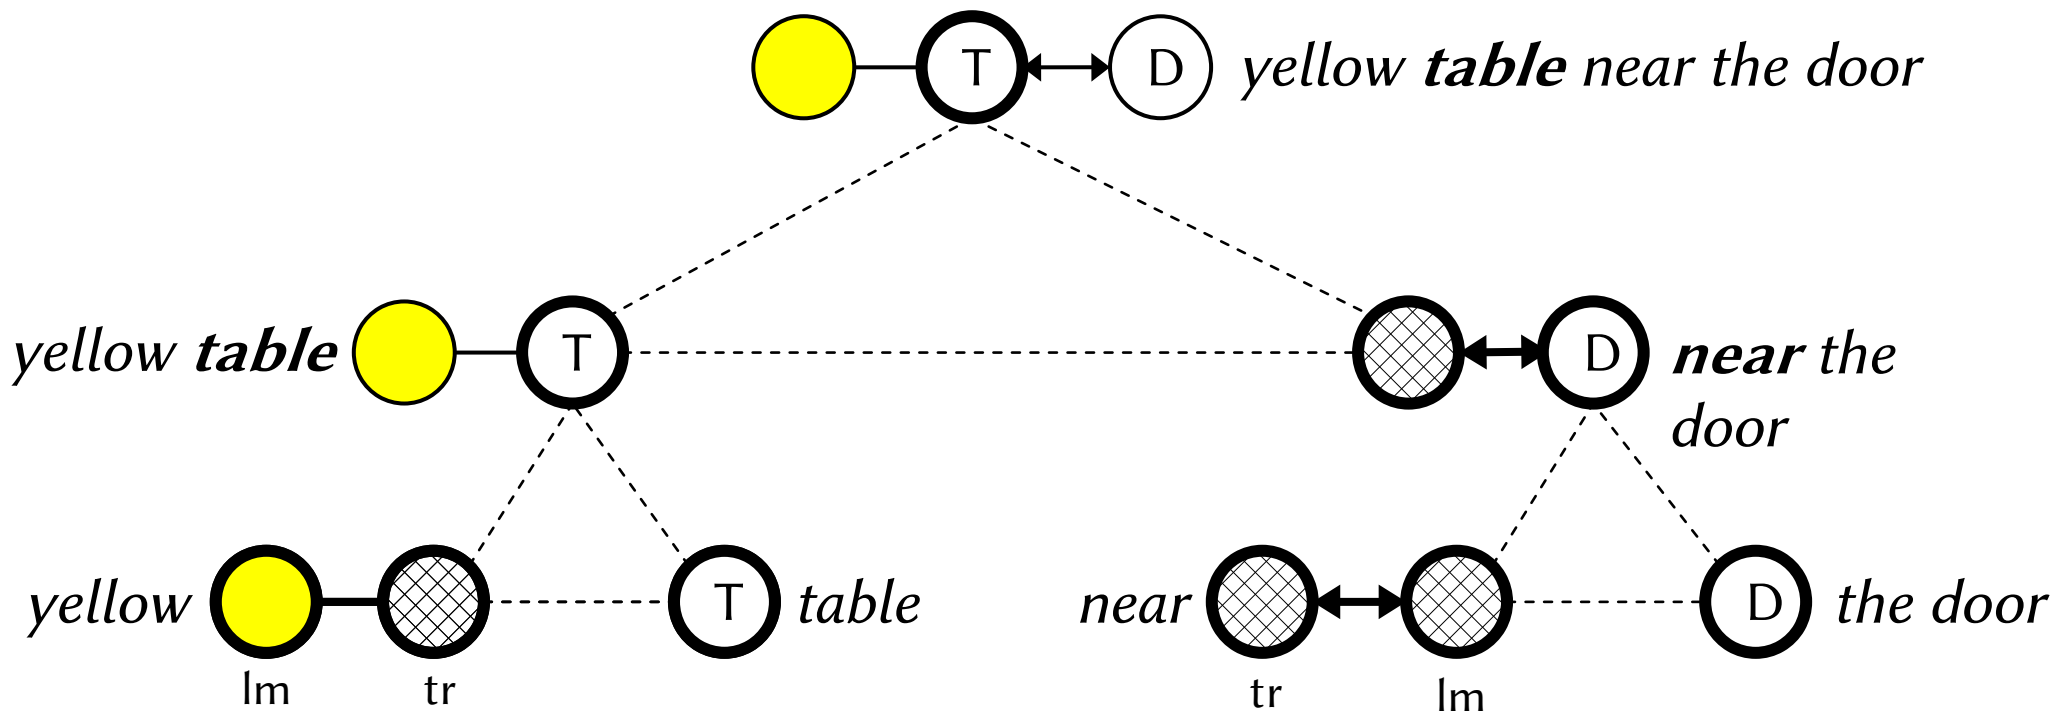 T D yellow table near the door
yellow table T D near the
door
yellow T table near D the door
lm tr tr lm